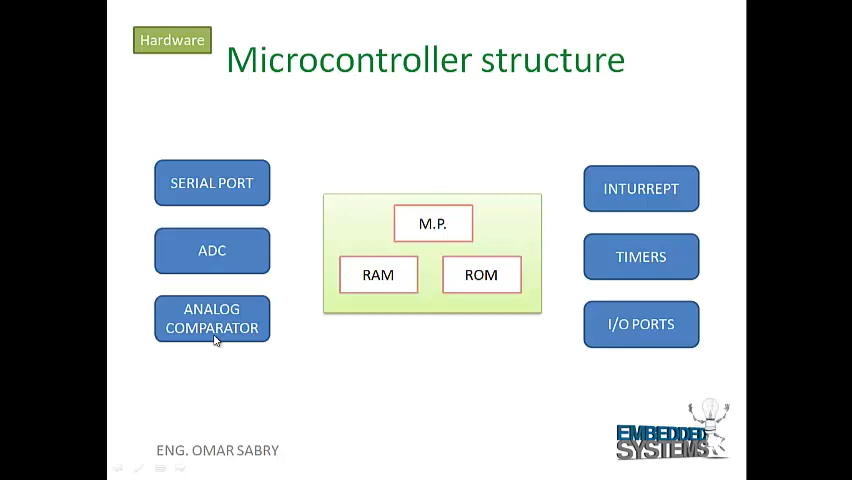 Hardware
Microcontroller structure
SERIAL PORT
ADC
ANALOG
COMPARATOR
M.P.
RAM
ROM
INTURREPT
TIMERS
I/O PORTS
ENG. OMAR SABRY
EMBEDDED
SYSTEMS